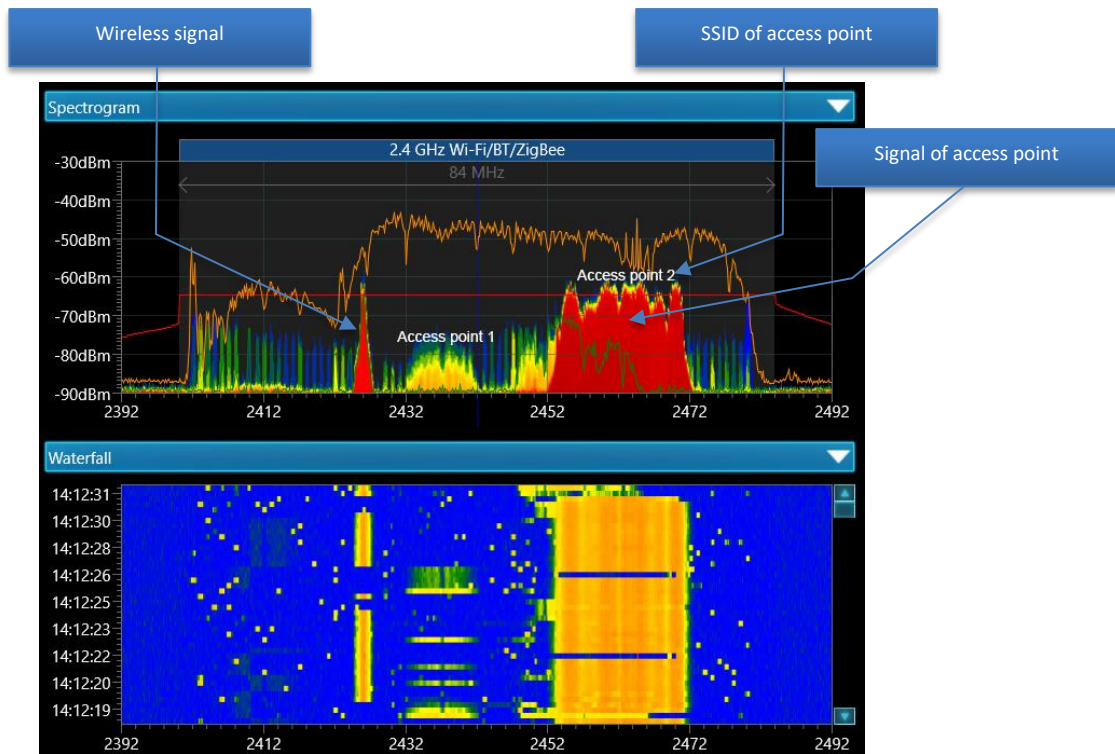 Wireless signal
SSID of access point
Spectrogram
Signal of access point
2.4 GHz Wi-Fi/BT/ZigBee
84 MHz
-30dBm
-40dBm
-50dBm
-60dBm
-70dBm
-80dBm
-90dBm
Access point 2
Access point 1
2392 2412 2432 2452 2472 2492
Waterfall
14:12:31
14:12:30
14:12:28
14:12:26
14:12:25
14:12:23
14:12:22
14:12:20
14:12:19
2392 2412 2432 2452 2472 2492